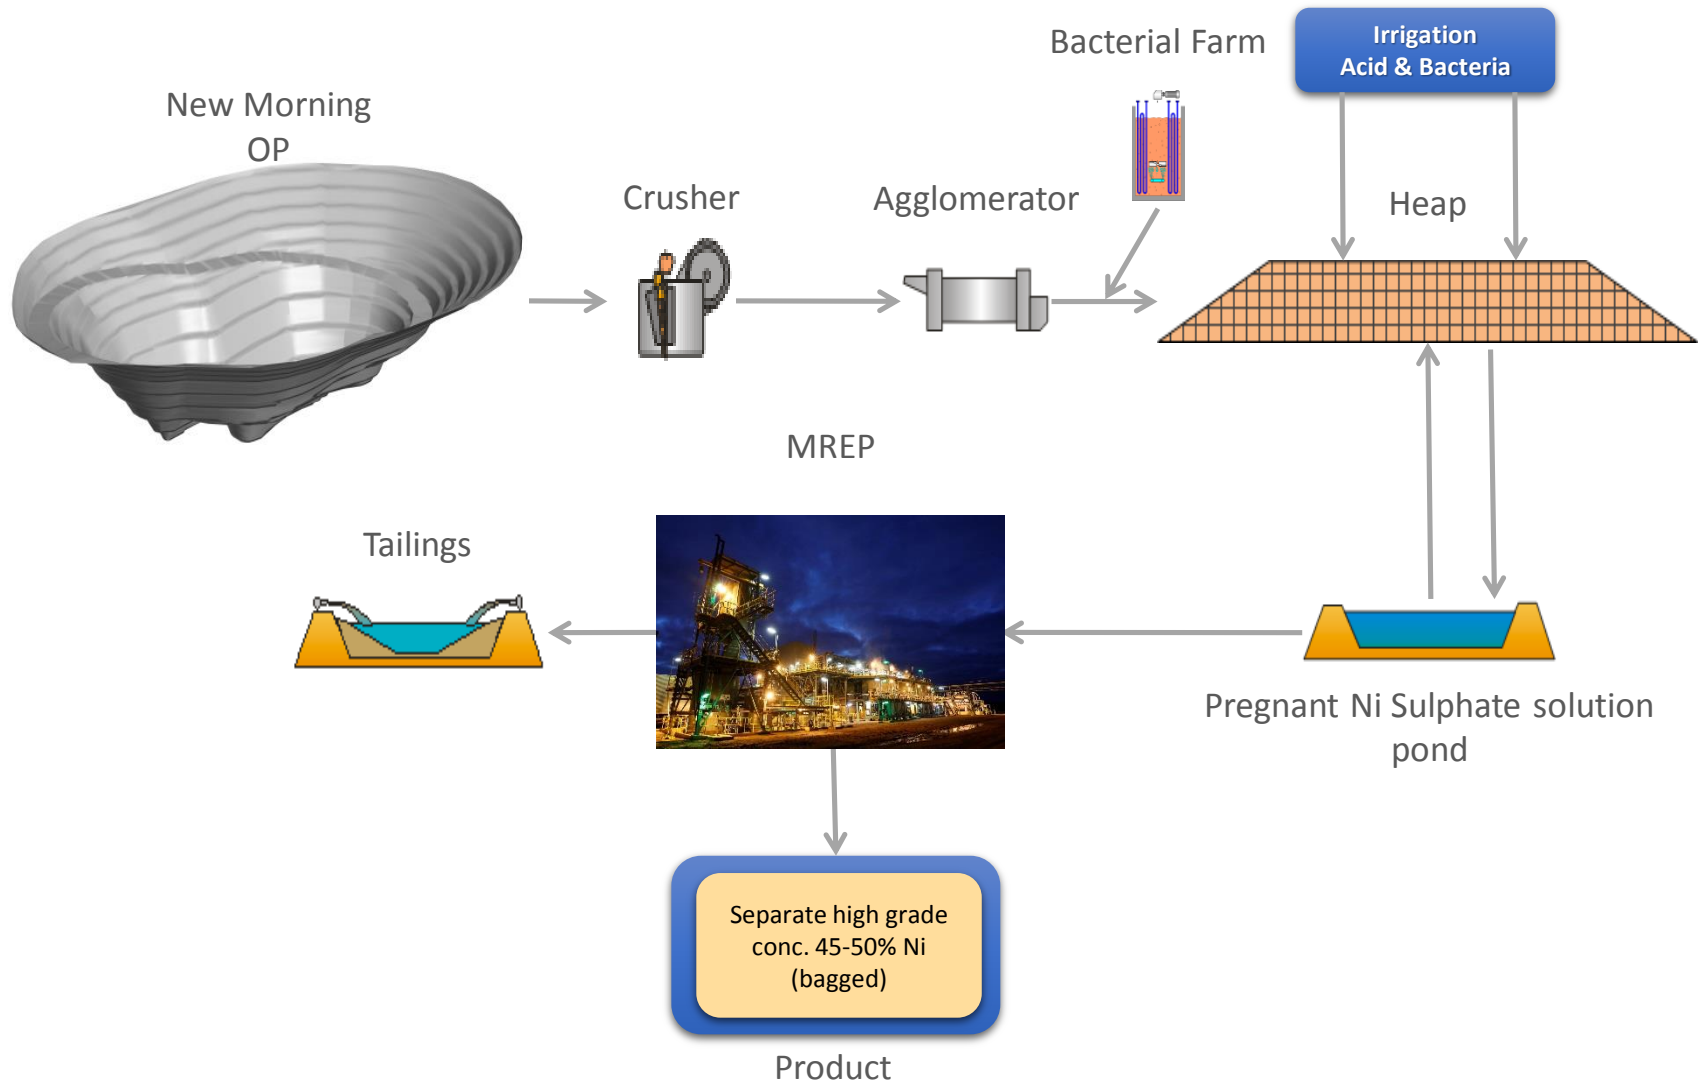 Bacterial Farm
Irrigation
Acid & Bacteria
New Morning
OP
Crusher
Agglomerator
Heap
MREP
Tailings
Pregnant Ni Sulphate solution
pond
Separate high grade
conc. 45-50% Ni
(bagged)
Product